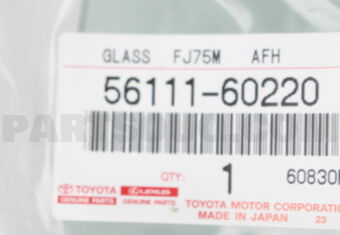 GLASS FJ75M AFH
56111-60220
QTY: 1 60830
TOYOTA LEXUS TOYOTA MOTOR CORPORATION
GENUINE PARTS GENUINE PARTS MADE IN JAPAN 23